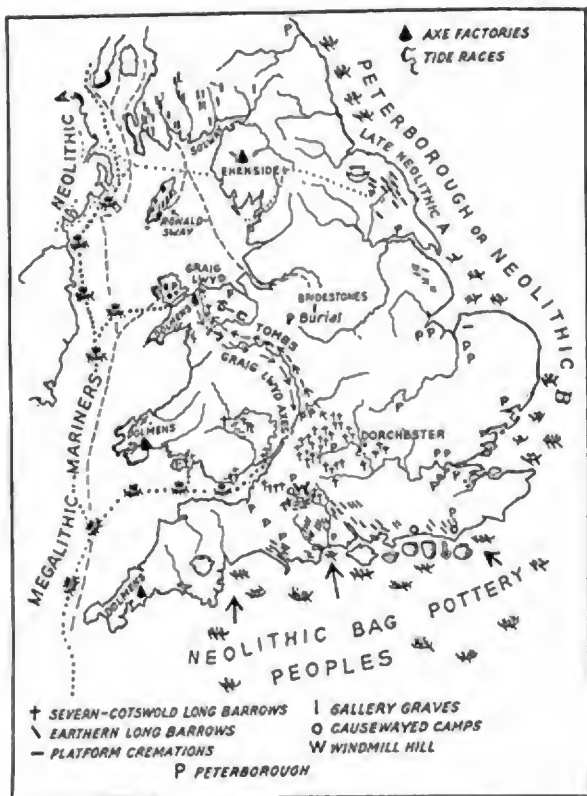 AXE FACTORIES
TIDE RACES
PETERBOROUGH OR NEOLITHIC B
LATE NEOLITHIC A
NEOLITHIC A
SOLWAY
EHENSIDE
RONALDSWAY
GRAIG LWYD
DOLMENS
BRIDESTONES
P Burial
C. TOMBS
GRAIG LWYD AXES
MEGALITHIC MARINERS
DOLMENS
DORCHESTER
DOLMENS
NEOLITHIC BAG POTTERY
PEOPLES
SEVERN-COTSWOLD LONG BARROWS
EARTHERN LONG BARROWS
PLATFORM CREMATIONS
GALLERY GRAVES
CAUSEWAYED CAMPS
W WINDMILL HILL
P PETERBOROUGH